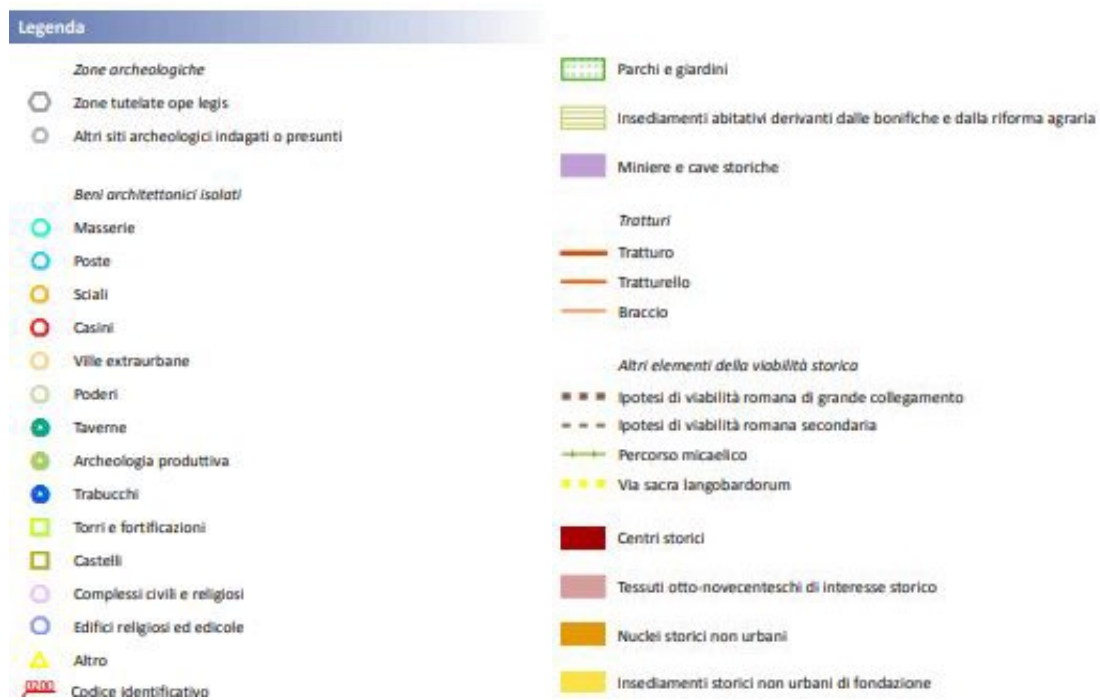 Legenda
Zone archeologiche
Zone tutelate ope legis
Altri siti archeologici indagati o presunti
Beni architettonici isolati
Masserie
Poste
Sciali
Casini
Ville extraurbane
Poderi
Taverne
Archeologia produttiva
Trabucchi
Torri e fortificazioni
Castelli
Complessi civili e religiosi
Edifici religiosi ed edicole
Altro
0200 Codice identificativo
Parchi e giardini
Insediamenti abitativi derivanti dalle bonifiche e dalla riforma agraria
Miniere e cave storiche
Tratturi
Tratturo
Tratturello
Braccio
Altri elementi della viabilità storica
Ipotesi di viabilità romana di grande collegamento
Ipotesi di viabilità romana secondaria
Percorso micaelico
Via sacra langobardorum
Centri storici
Tessuti otto-novecenteschi di interesse storico
Nuclei storici non urbani
Insediamenti storici non urbani di fondazione